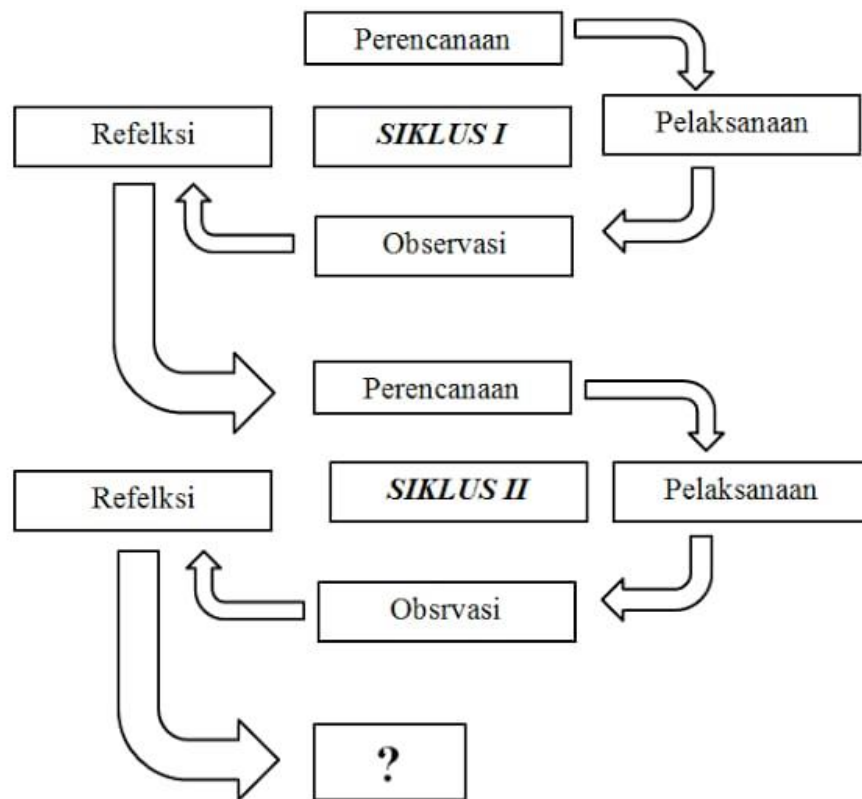 Perencanaan
Refelksi
SIKLUS I
Pelaksanaan
Observasi
Perencanaan
Refelksi
SIKLUS II
Pelaksanaan
Obsrvasi
?